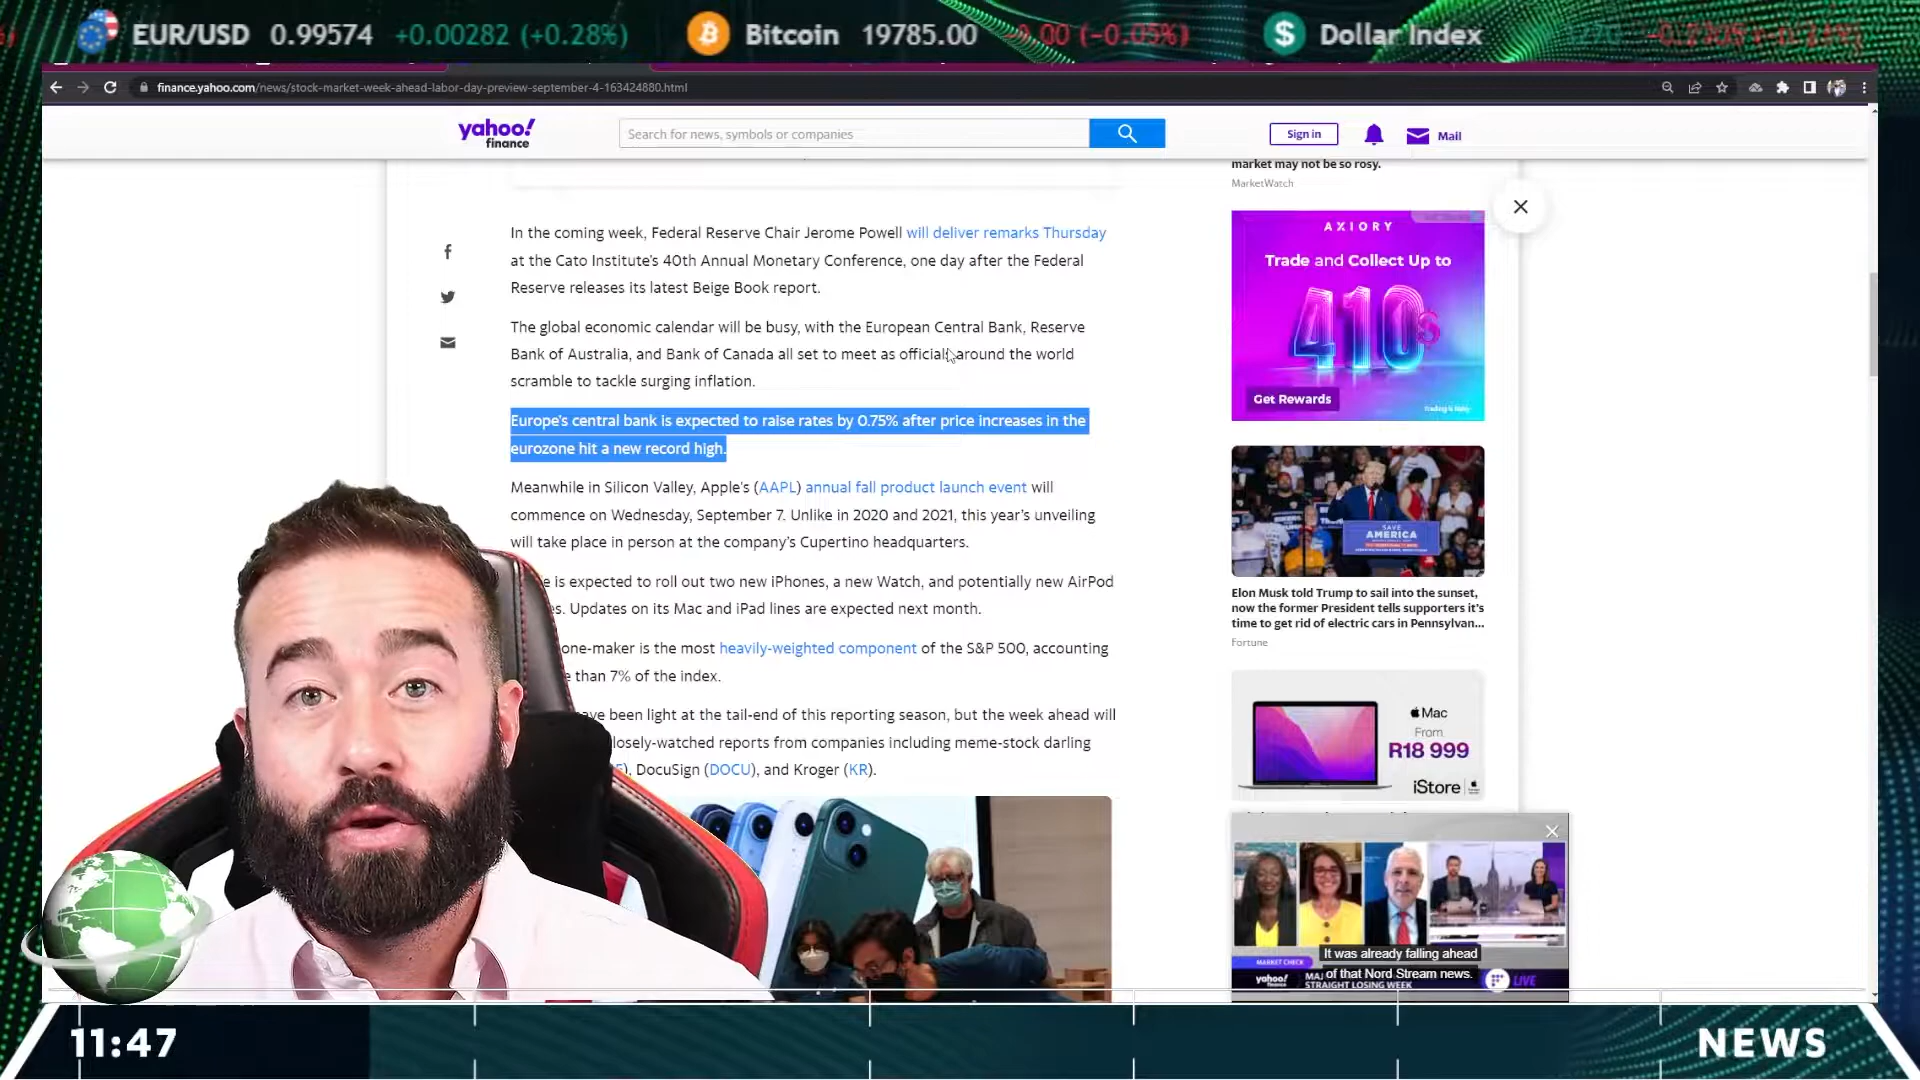 EUR/USD 0.99574 +0.00282 (+0.28%) Bitcoin 19785.00 (-0.05%) Dollar Index
finance.yahoo.com/news/stock-market-week-ahead-labor-day-preview-september-4-163424880.html
yahoo!
finance
Search for news, symbols or companies
Sign in
Mail
In the coming week, Federal Reserve Chair Jerome Powell will deliver remarks Thursday
at the Cato Institute's 40th Annual Monetary Conference, one day after the Federal
Reserve releases its latest Beige Book report.
The global economic calendar will be busy, with the European Central Bank, Reserve
Bank of Australia, and Bank of Canada all set to meet as officials around the world
scramble to tackle surging inflation.
Europe's central bank is expected to raise rates by 0.75% after price increases in the
eurozone hit a new record high.
Meanwhile in Silicon Valley, Apple's (AAPL) annual fall product launch event will
commence on Wednesday, September 7. Unlike in 2020 and 2021, this year's unveiling
will take place in person at the company's Cupertino headquarters.
is expected to roll out two new iPhones, a new Watch, and potentially new AirPod
Updates on its Mac and iPad lines are expected next month.
one-maker is the most heavily-weighted component of the S&P 500, accounting
than 7% of the index.
been light at the tail-end of this reporting season, but the week ahead will
losely-watched reports from companies including meme-stock darling
DocuSign (DOCU), and Kroger (KR).
market may not be so rosy.
MarketWatch
AXIORY
Trade and Collect Up to
410$
Get Rewards
SAVE
AMERICA
Elon Musk told Trump to sail into the sunset,
now the former President tells supporters it's
time to get rid of electric cars in Pennsylvan...
Fortune
Mac
From
R18 999
iStore
It was already falling ahead
of that Nord Stream news.
MARKET CHECK
yahoo!
finance
STRAIGHT LOSING WEEK
LIVE
11:47
NEWS